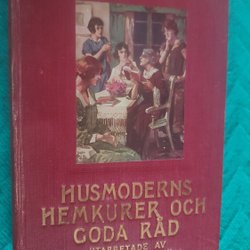 HUSMODERNS
HEMKURER OCH
GODA RÅD
UTARBETADE AV